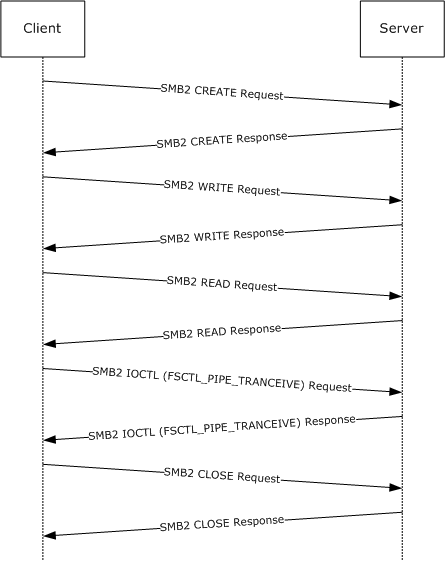 Client
Server
SMB2 CREATE Request
SMB2 CREATE Response
SMB2 WRITE Request
SMB2 WRITE Response
SMB2 READ Request
SMB2 READ Response
SMB2 IOCTL (FSCTL_PIPE_TRANCEIVE) Request
SMB2 IOCTL (FSCTL_PIPE_TRANCEIVE) Response
SMB2 CLOSE Request
SMB2 CLOSE Response